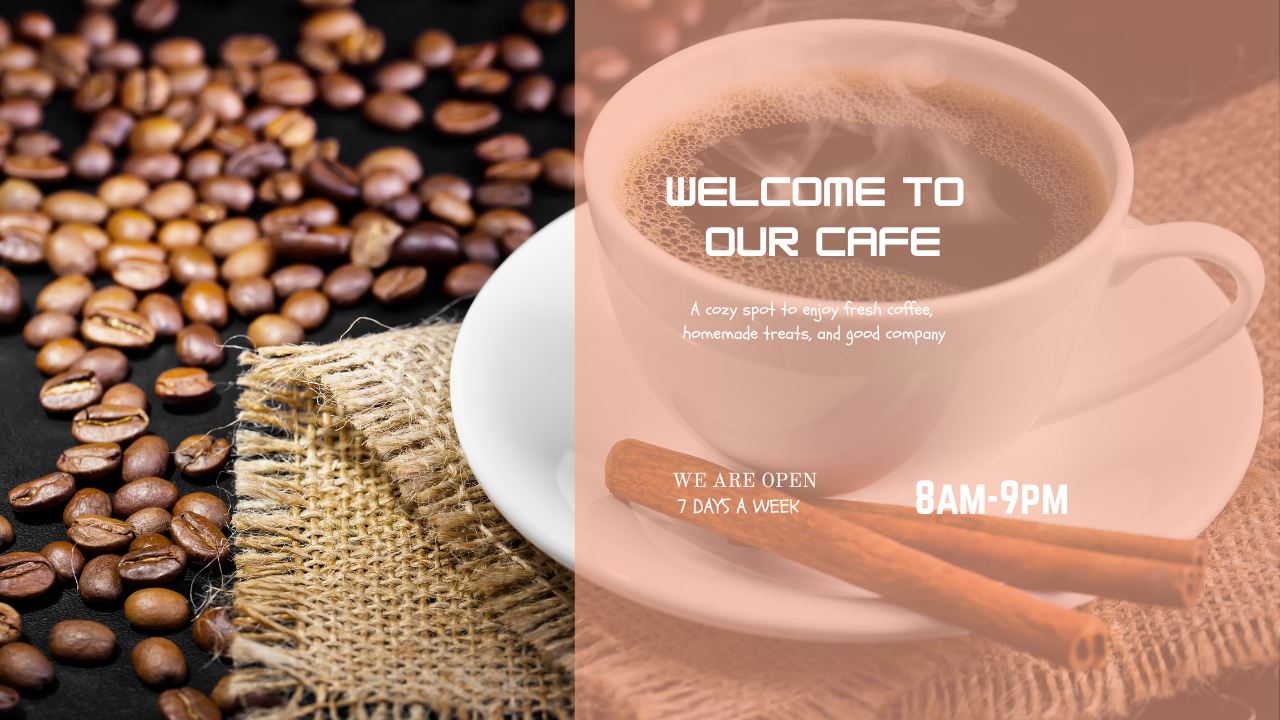 WELCOME TO
OUR CAFE
A cozy spot to enjoy fresh coffee,
homemade treats, and good company
WE ARE OPEN
7 DAYS A WEEK
8AM-9PM